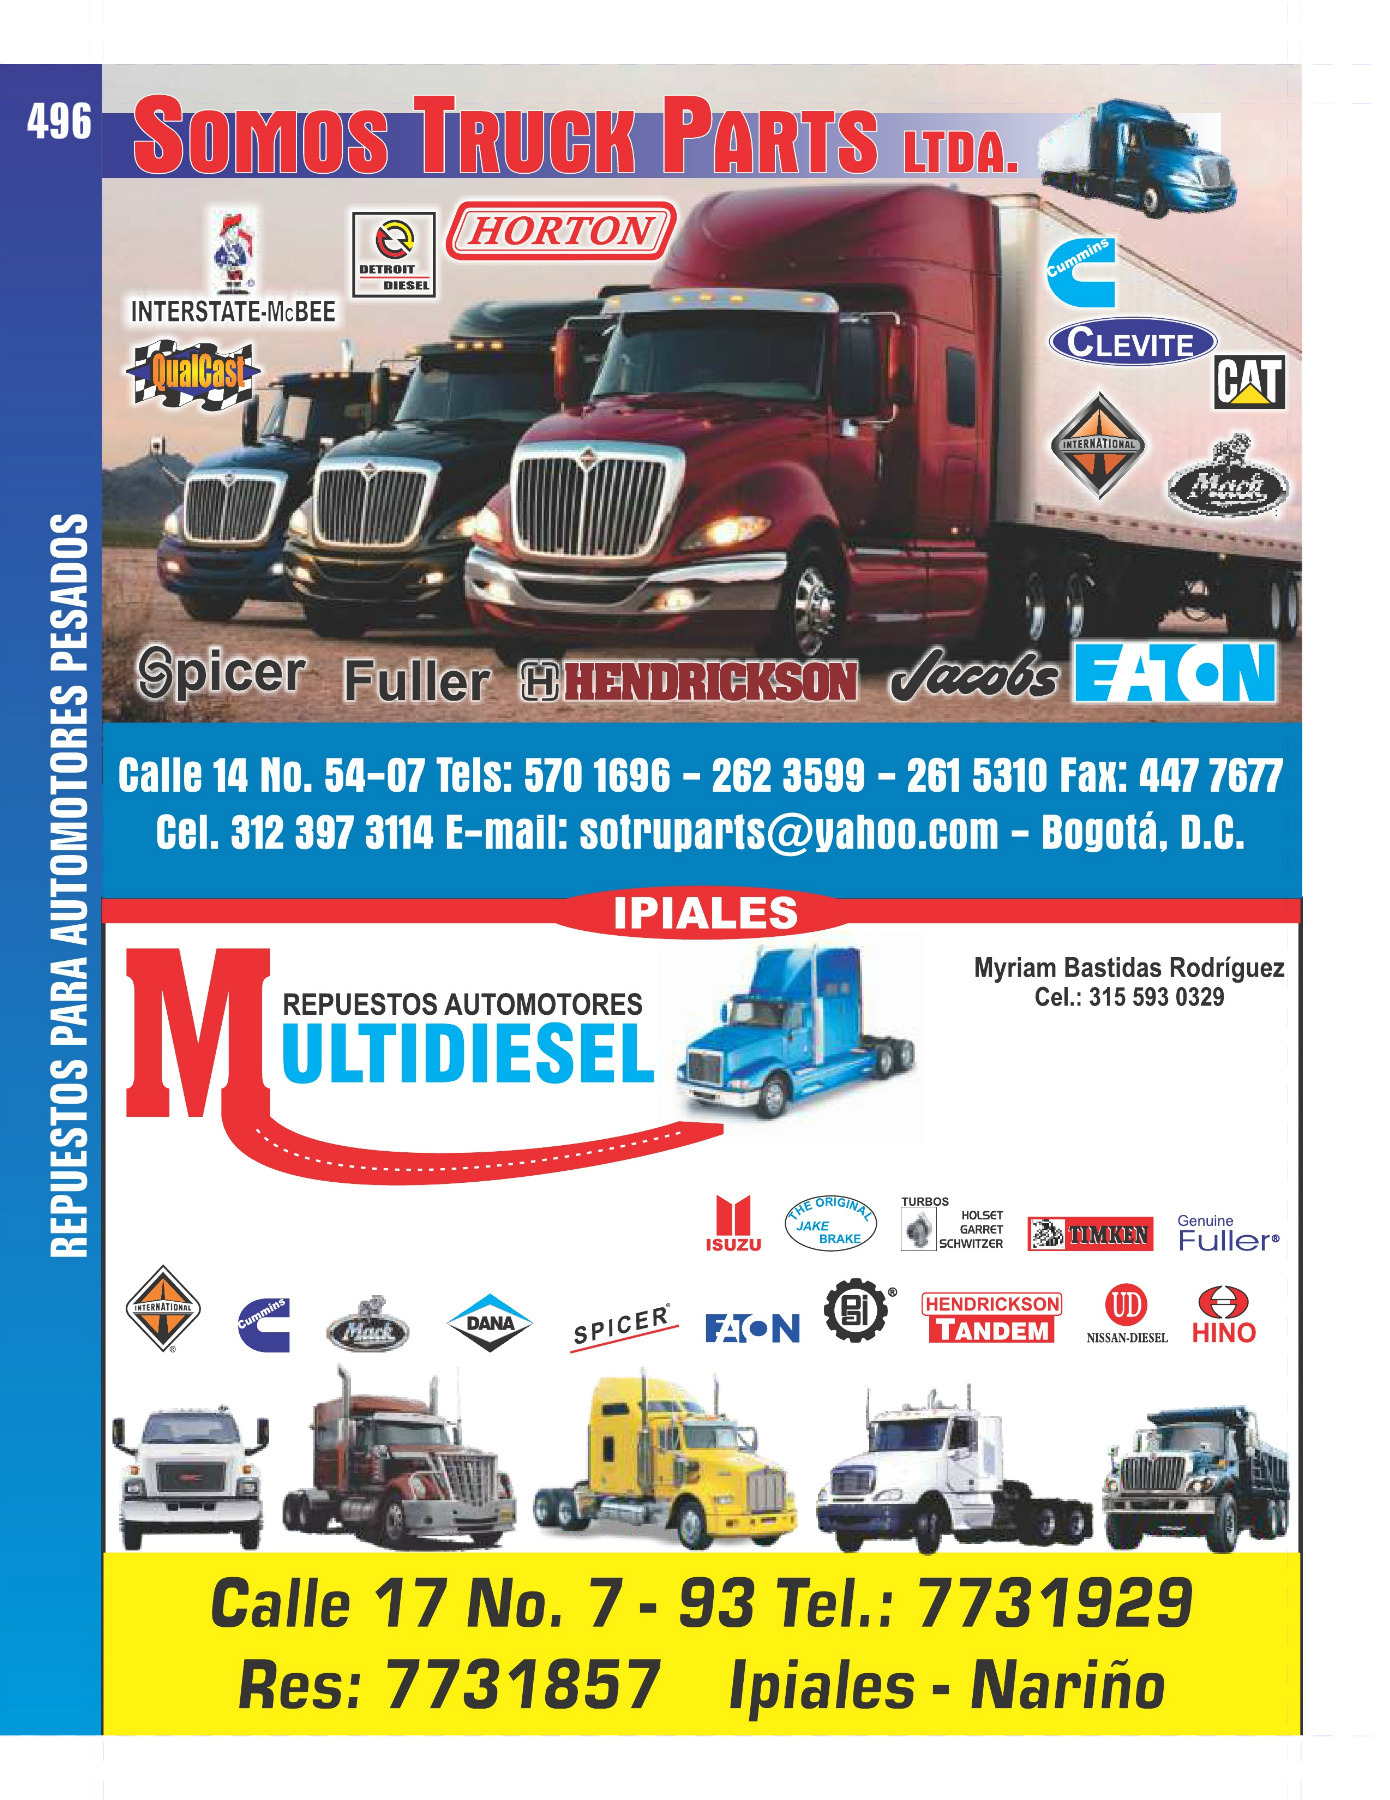 496
REPUESTOS PARA AUTOMOTORES PESADOS
SOMOS TRUCK PARTS LTDA.
INTERSTATE-McBEE
DETROIT
DIESEL
HORTON
QualCast
Cummins
CLEVITE
CAT
INTERNATIONAL
Mack
Spicer
Fuller
HENDRICKSON
Jacobs
EATON
Calle 14 No. 54-07 Tels: 570 1696 - 262 3599 - 261 5310 Fax: 447 7677
Cel. 312 397 3114 E-mail: sotruparts@yahoo.com - Bogotá, D.C.
IPIALES
REPUESTOS AUTOMOTORES
MULTIDIESEL
Myriam Bastidas Rodríguez
Cel.: 315 593 0329
ISUZU
THE ORIGINAL
JAKE
BRAKE
TURBOS
HOLSET
GARRET
SCHWITZER
TIMKEN
Genuine
Fuller®
INTERNATIONAL®
Cummins
Mack
DANA
SPICER®
EATON
®
HENDRICKSON
TANDEM
UD
NISSAN-DIESEL
HINO
GMC
Calle 17 No. 7 - 93 Tel.: 7731929
Res: 7731857 Ipiales - Nariño